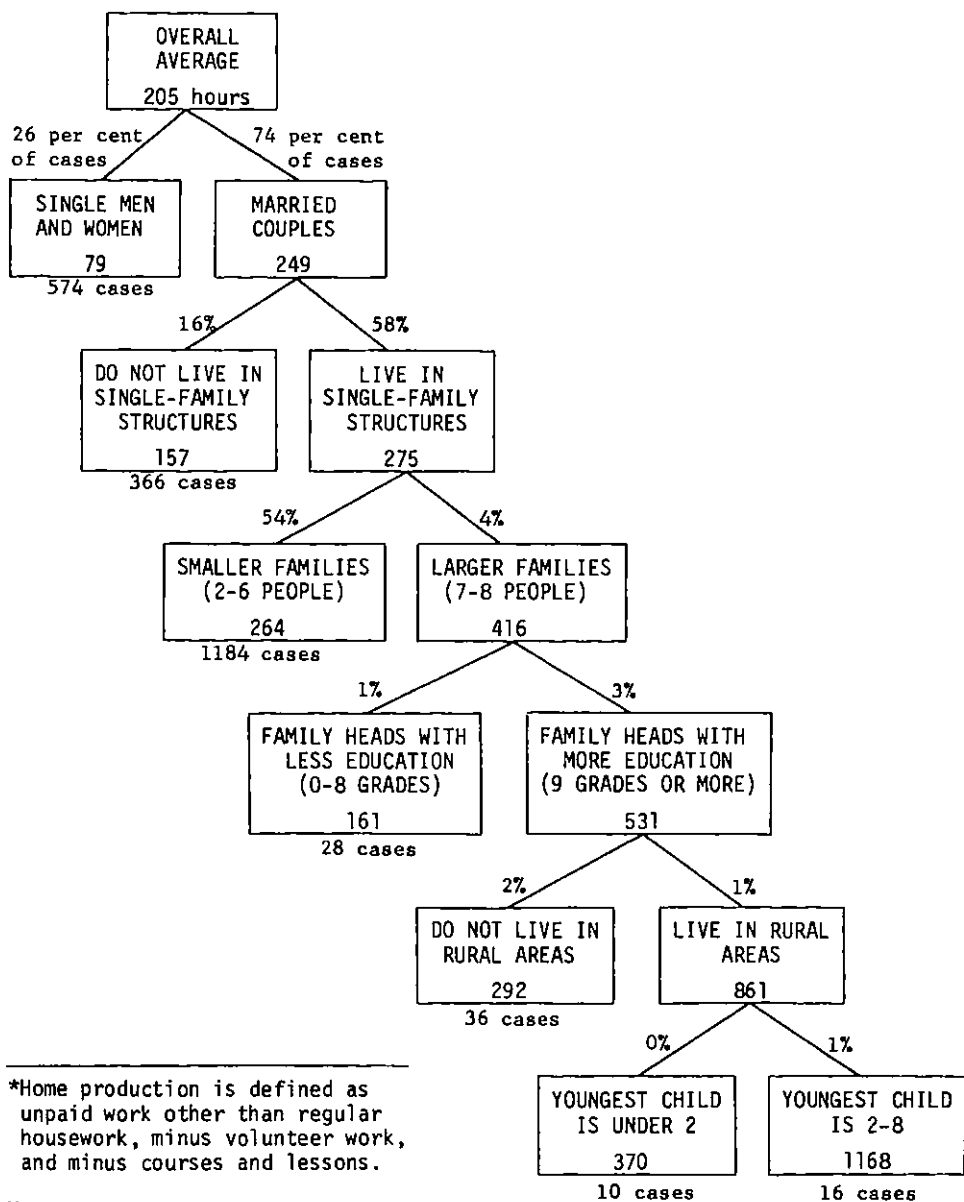 OVERALL
AVERAGE
205 hours
26 per cent
of cases
74 per cent
of cases
SINGLE MEN
AND WOMEN
79
574 cases
MARRIED
COUPLES
249
16%
58%
DO NOT LIVE IN
SINGLE-FAMILY
STRUCTURES
157
366 cases
LIVE IN
SINGLE-FAMILY
STRUCTURES
275
54%
4%
SMALLER FAMILIES
(2-6 PEOPLE)
264
1184 cases
LARGER FAMILIES
(7-8 PEOPLE)
416
1%
3%
FAMILY HEADS WITH
LESS EDUCATION
(0-8 GRADES)
161
28 cases
FAMILY HEADS WITH
MORE EDUCATION
(9 GRADES OR MORE)
531
2%
1%
DO NOT LIVE IN
RURAL AREAS
292
36 cases
LIVE IN RURAL
AREAS
861
0%
1%
YOUNGEST CHILD
IS UNDER 2
370
10 cases
YOUNGEST CHILD
IS 2-8
1168
16 cases
*Home production is defined as
unpaid work other than regular
housework, minus volunteer work,
and minus courses and lessons.